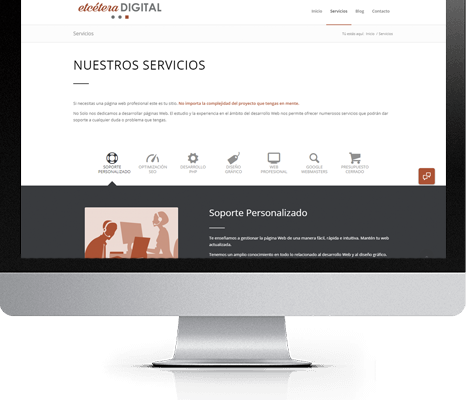 etcétera DIGITAL
Inicio Servicios Blog Contacto
Servicios
Tu estás aquí: Inicio / Servicios
NUESTROS SERVICIOS
Si necesitas una página web profesional este es tu sitio. No importa la complejidad del proyecto que tengas en mente.
No Sólo nos dedicamos a desarrollar páginas Web. El estudio y la experiencia en el ámbito del desarrollo Web nos permite ofrecer numerosos servicios que podrán dar
soporte a cualquier duda o problema que tengas.
SOPORTE PERSONALIZADO
OPTIMIZACIÓN SEO
DESARROLLO PHP
DISEÑO GRÁFICO
WEB PROFESIONAL
GOOGLE WEBMASTERS
PRESUPUESTO CERRADO
Soporte Personalizado
Te enseñamos a gestionar la página Web de una manera fácil, rápida e intuitiva. Mantén tu web
actualizada.
Tenemos un amplio conocimiento en todo lo relacionado al desarrollo Web y al diseño gráfico.